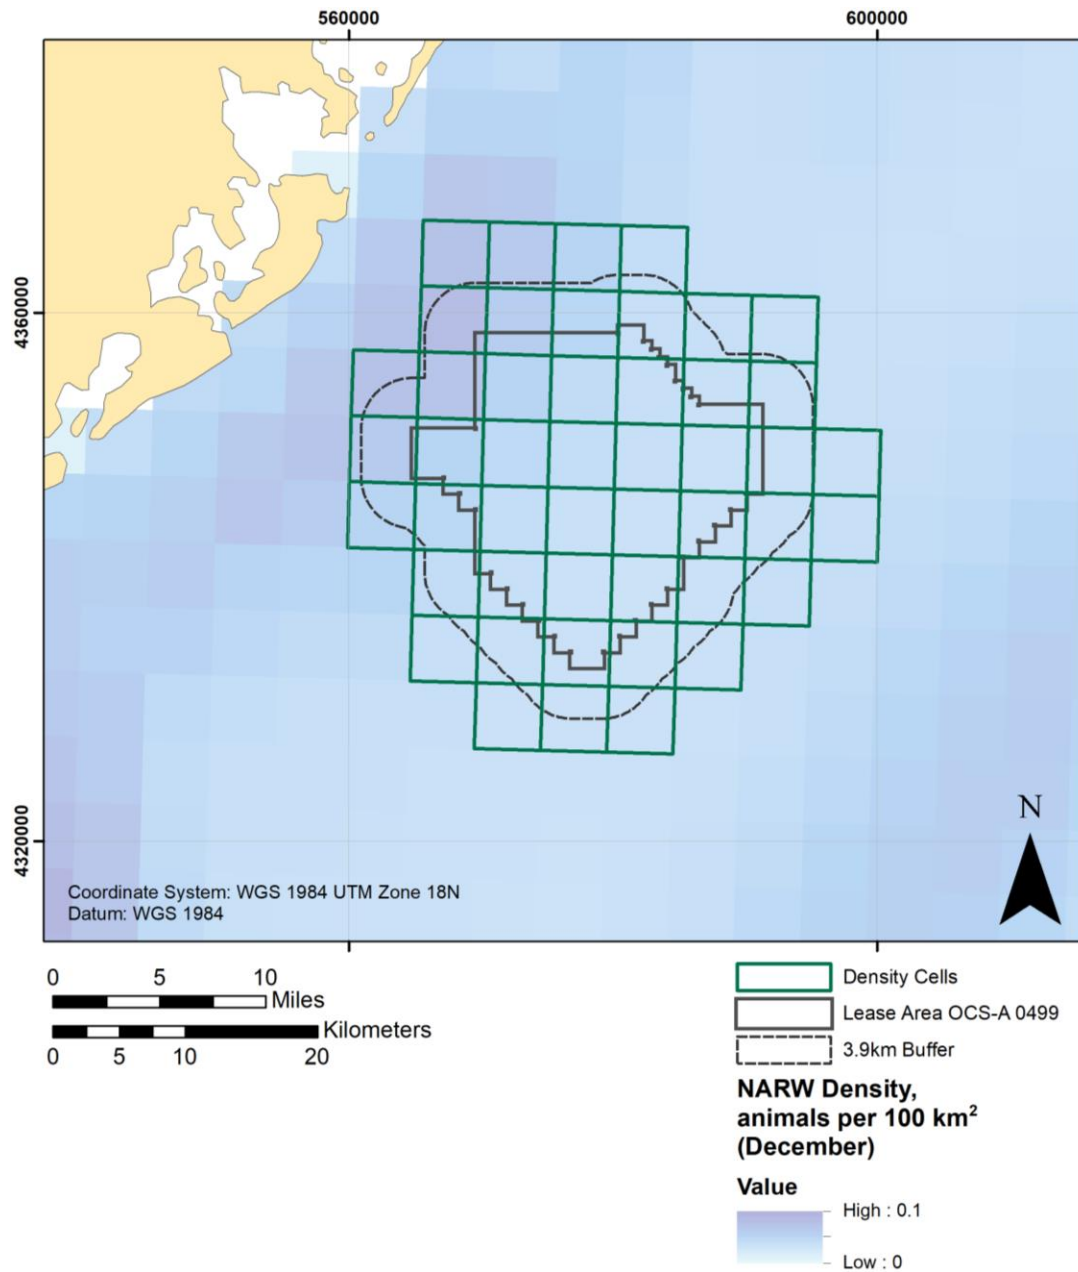 560000
600000
4360000
4320000
N
Coordinate System: WGS 1984 UTM Zone 18N
Datum: WGS 1984
0 5 10
Miles
Kilometers
0 5 10 20
Density Cells
Lease Area OCS-A 0499
3.9km Buffer
NARW Density,
animals per 100 km²
(December)
Value
High : 0.1
Low : 0